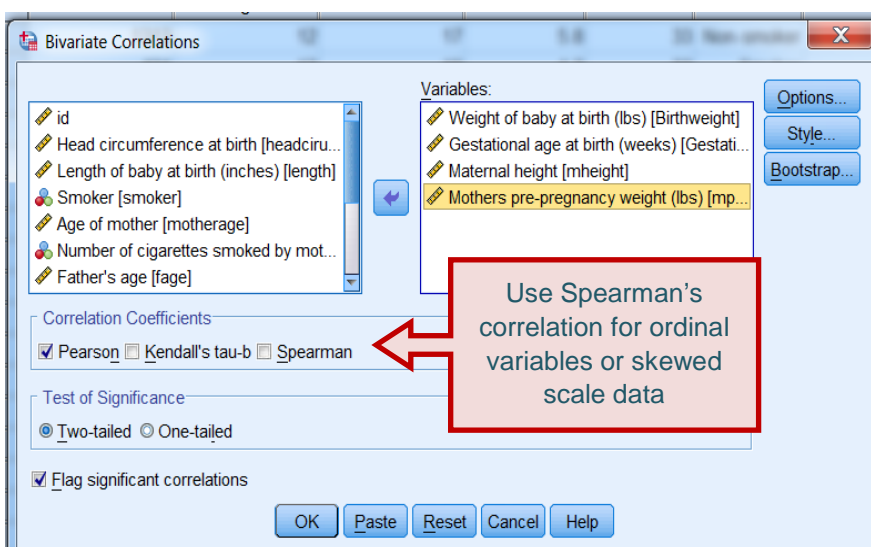 Bivariate Correlations
X
id
Head circumference at birth [headciru...
Length of baby at birth (inches) [length]
Smoker [smoker]
Age of mother [motherage]
Number of cigarettes smoked by mot...
Father's age [fage]
Variables:
Weight of baby at birth (lbs) [Birthweight]
Gestational age at birth (weeks) [Gestati...
Maternal height [mheight]
Mothers pre-pregnancy weight (lbs) [mp...
Options...
Style...
Bootstrap...
Correlation Coefficients
Pearson Kendall's tau-b Spearman
Use Spearman's
correlation for ordinal
variables or skewed
scale data
Test of Significance
Two-tailed One-tailed
Flag significant correlations
OK Paste Reset Cancel Help